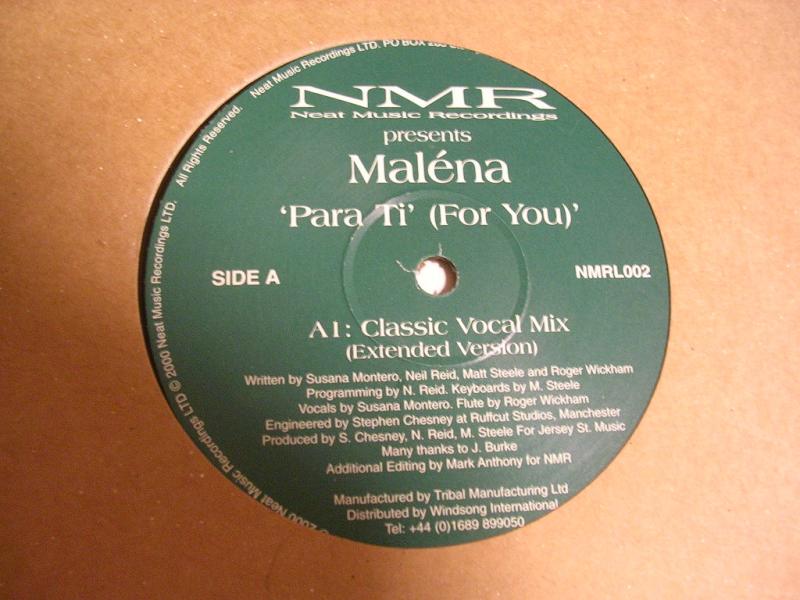 NMR
Neat Music Recordings
presents
Maléna
‘Para Ti’ (For You)’
SIDE A
NMRL002
A1: Classic Vocal Mix
(Extended Version)
Written by Susana Montero, Neil Reid, Matt Steele and Roger Wickham
Programming by N. Reid. Keyboards by M. Steele
Vocals by Susana Montero. Flute by Roger Wickham
Engineered by Stephen Chesney at Ruffcut Studios, Manchester
Produced by S. Chesney, N. Reid, M. Steele For Jersey St. Music
Many thanks to J. Burke
Additional Editing by Mark Anthony for NMR
Manufactured by Tribal Manufacturing Ltd
Distributed by Windsong International
Tel: +44 (0)1689 899050
© 2000 Neat Music Recordings LTD © 2000 Neat Music Recordings LTD. All Rights Reserved. Neat Music Recordings LTD. PO BOX